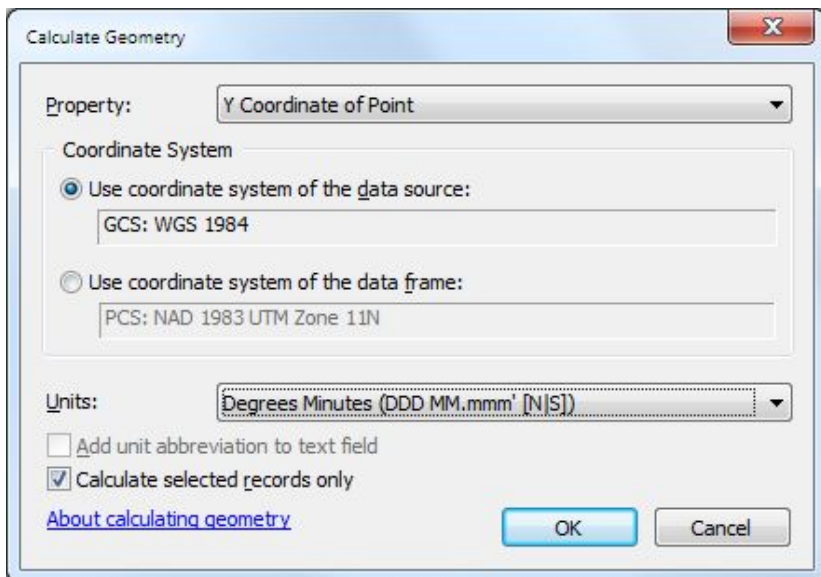 Calculate Geometry
Property: Y Coordinate of Point
Coordinate System
Use coordinate system of the data source:
GCS: WGS 1984
Use coordinate system of the data frame:
PCS: NAD 1983 UTM Zone 11N
Units: Degrees Minutes (DDD MM.mmm' [N|S])
Add unit abbreviation to text field
Calculate selected records only
About calculating geometry OK Cancel